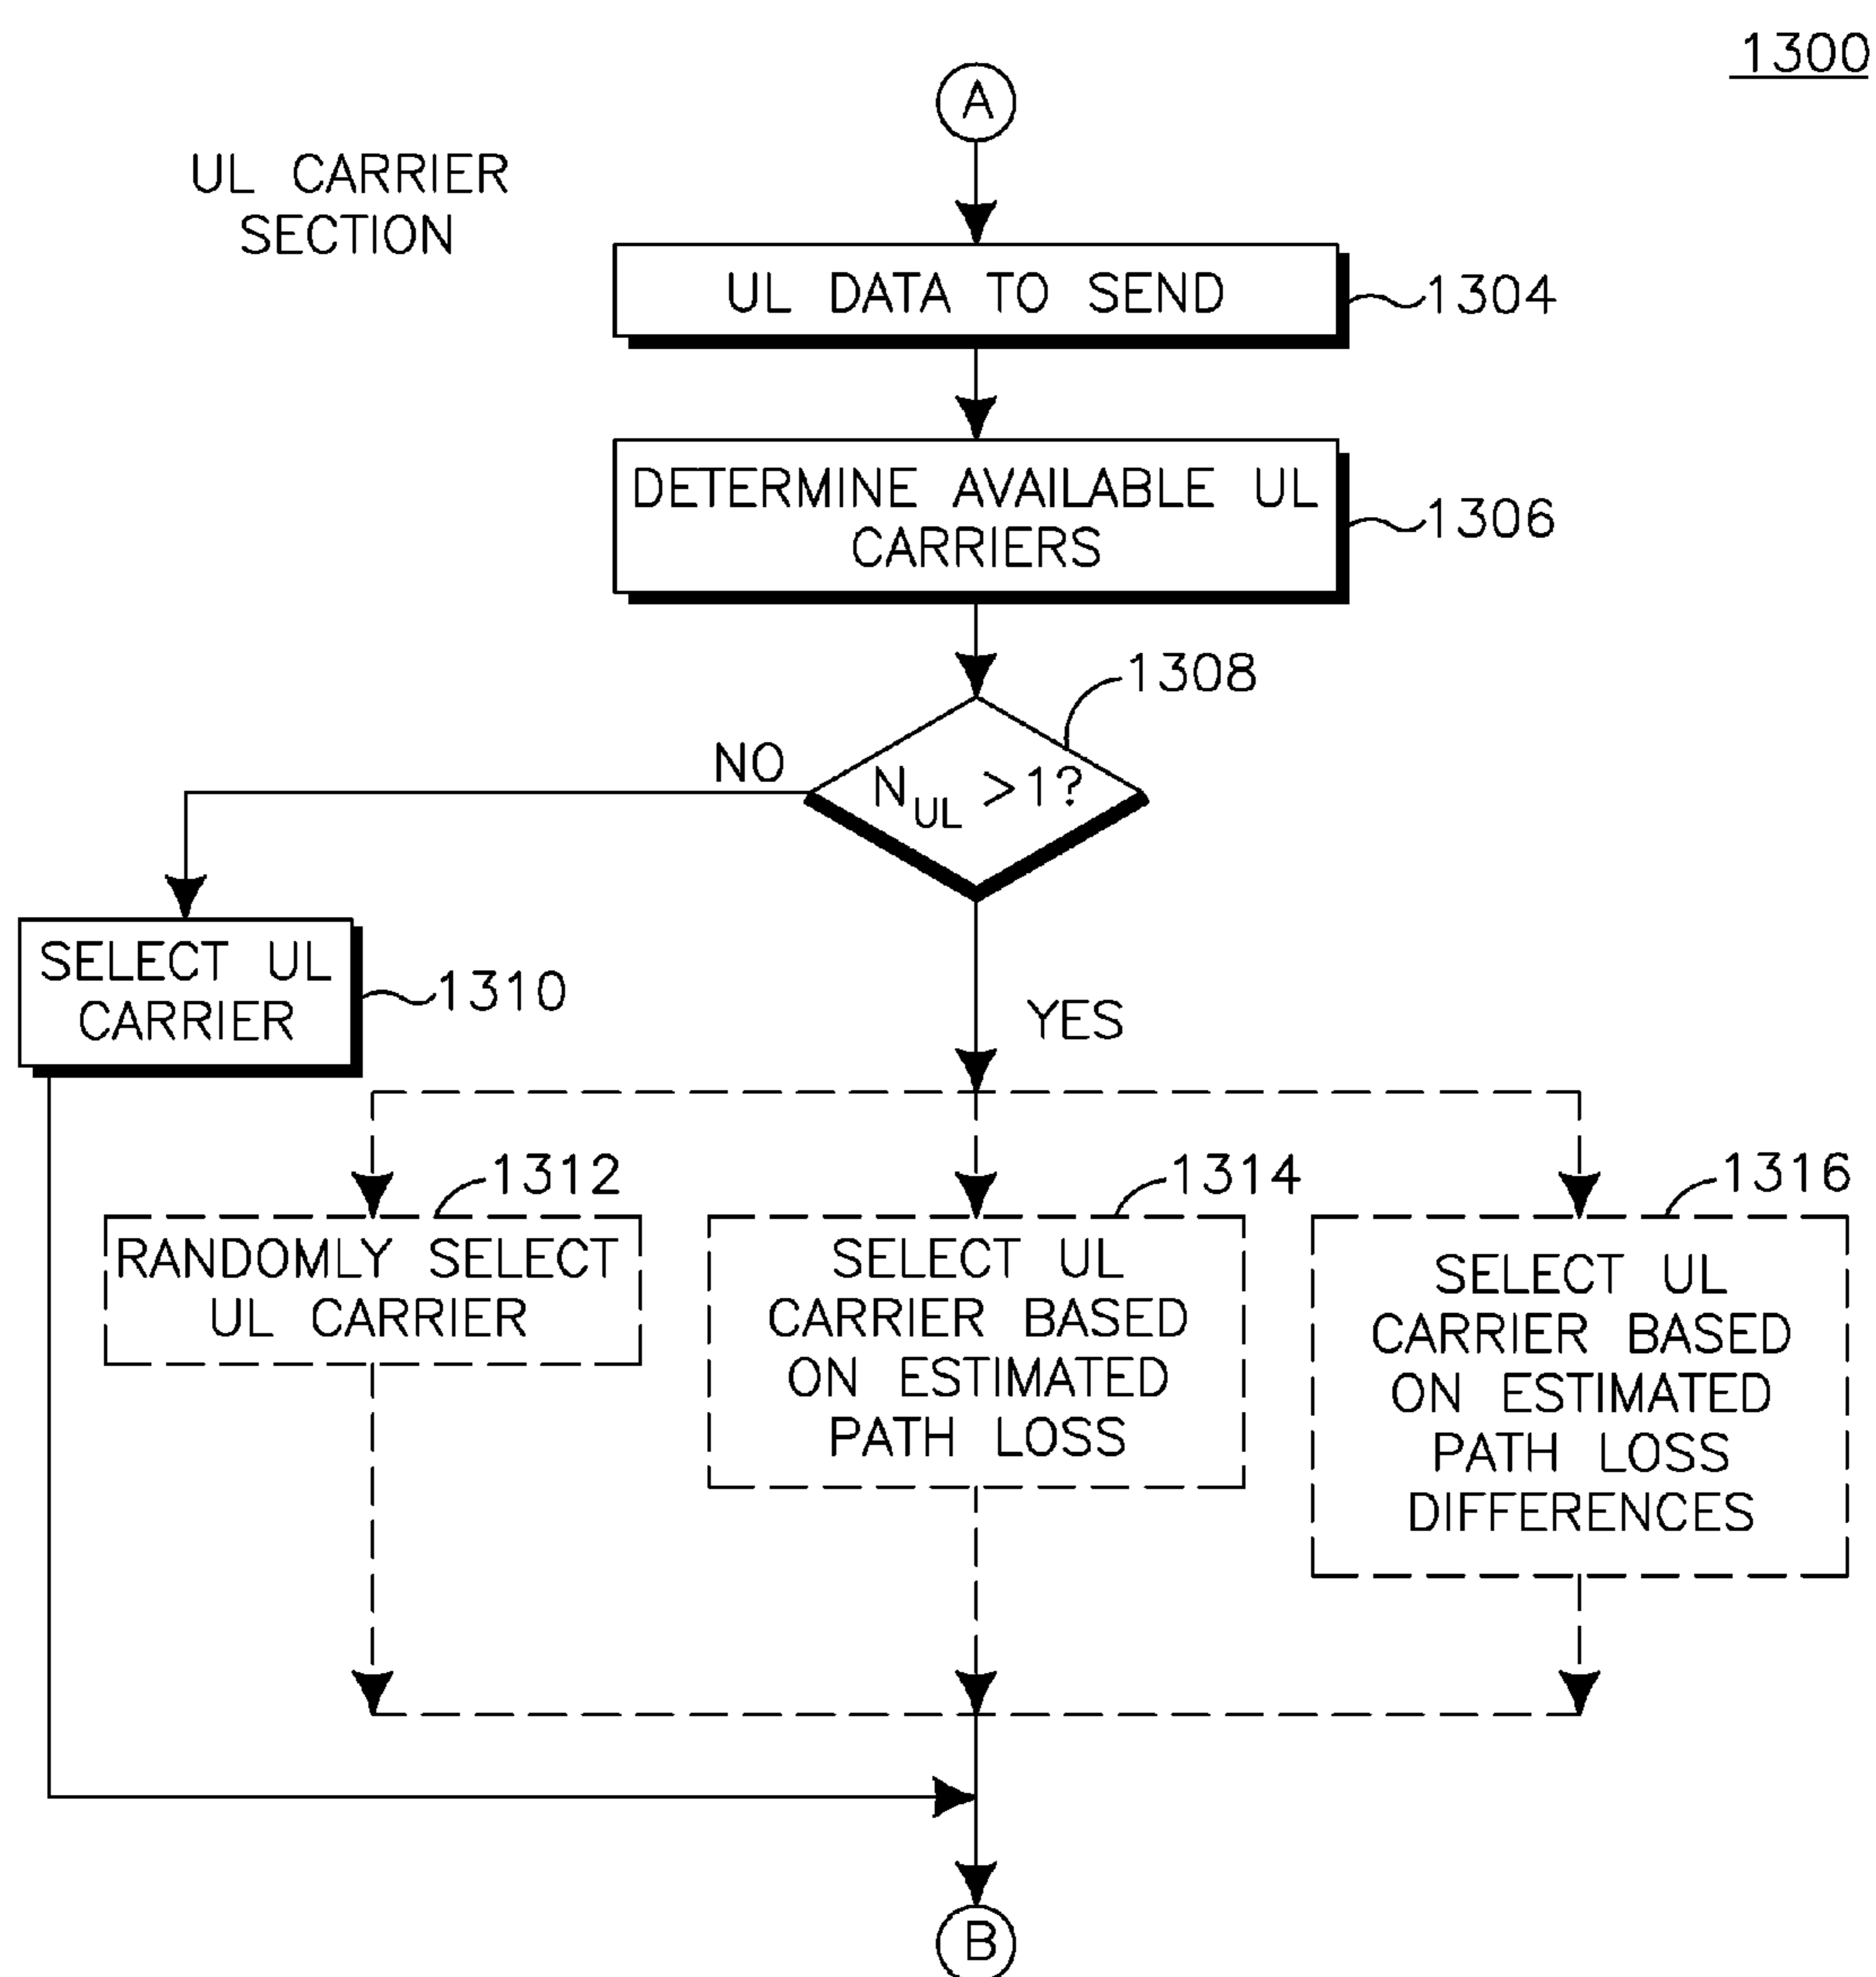 1300
A
UL CARRIER
SECTION
UL DATA TO SEND
1304
DETERMINE AVAILABLE UL
CARRIERS
1306
1308
NO
N_UL >1?
SELECT UL
CARRIER
1310
YES
1312
RANDOMLY SELECT
UL CARRIER
1314
SELECT UL
CARRIER BASED
ON ESTIMATED
PATH LOSS
1316
SELECT UL
CARRIER BASED
ON ESTIMATED
PATH LOSS
DIFFERENCES
B